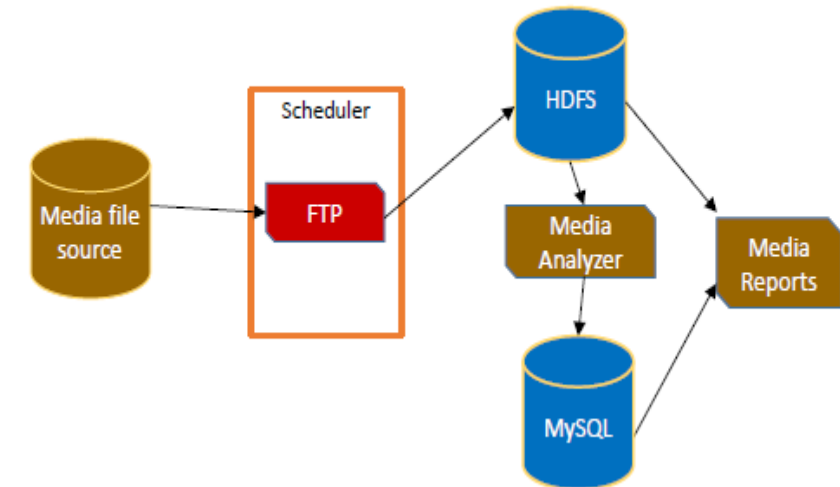 Scheduler
Media file
source
FTP
HDFS
Media
Analyzer
MySQL
Media
Reports